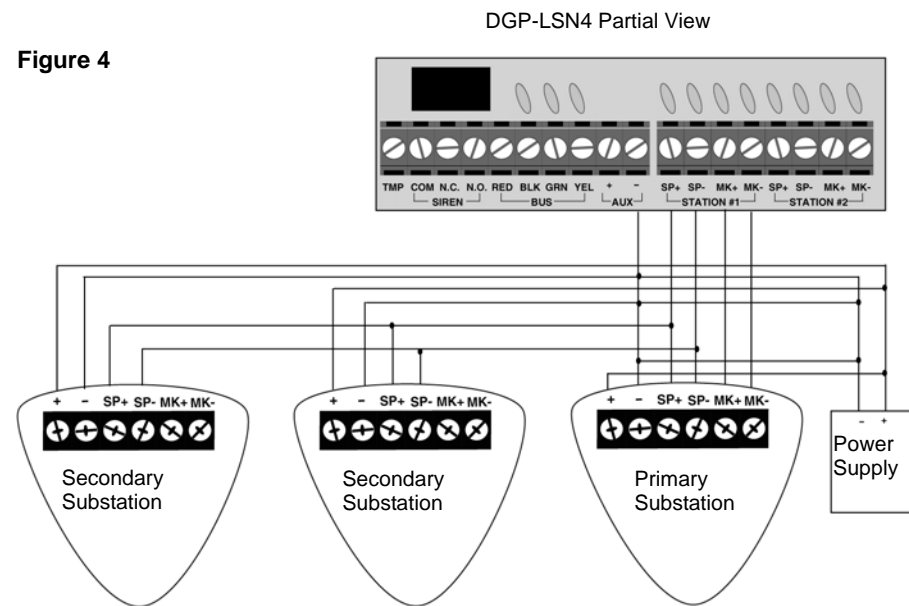 DGP-LSN4 Partial View
Figure 4
TMP COM N.C. N.O. RED BLK GRN YEL + - SP+ SP- MK+ MK- SP+ SP- MK+ MK-
SIREN BUS AUX STATION #1 STATION #2
+ - SP+ SP- MK+ MK-
Secondary
Substation
+ - SP+ SP- MK+ MK-
Secondary
Substation
+ - SP+ SP- MK+ MK-
Primary
Substation
- +
Power
Supply